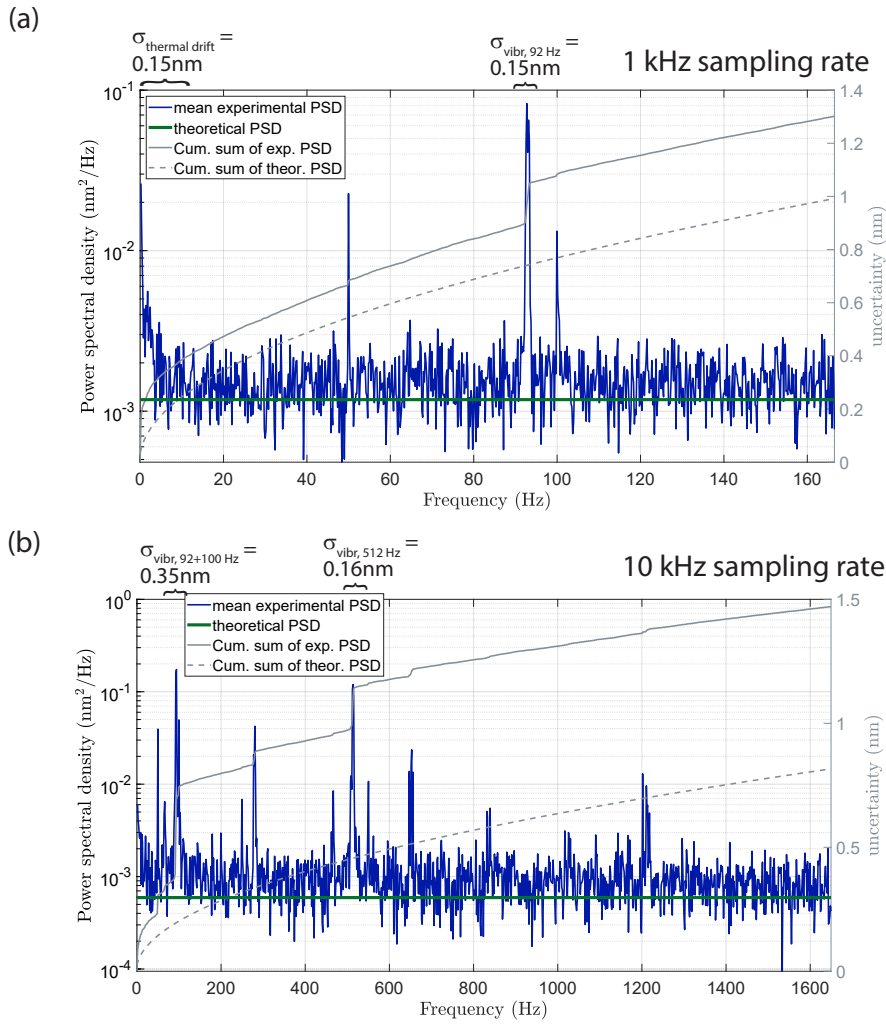 (a)
σthermal drift =
0.15nm
σvibr, 92 Hz =
0.15nm
1 kHz sampling rate
mean experimental PSD
theoretical PSD
Cum. sum of exp. PSD
Cum. sum of theor. PSD
Power spectral density (nm²/Hz)
10⁻¹
10⁻²
10⁻³
0 20 40 60 80 100 120 140 160
Frequency (Hz)
1.4
1.2
1
0.8
0.6
0.4
0.2
0
uncertainty (nm)
(b)
σvibr, 92+100 Hz =
0.35nm
σvibr, 512 Hz =
0.16nm
10 kHz sampling rate
mean experimental PSD
theoretical PSD
Cum. sum of exp. PSD
Cum. sum of theor. PSD
Power spectral density (nm²/Hz)
10⁰
10⁻¹
10⁻²
10⁻³
10⁻⁴
0 200 400 600 800 1000 1200 1400 1600
Frequency (Hz)
1.5
1
0.5
0
uncertainty (nm)